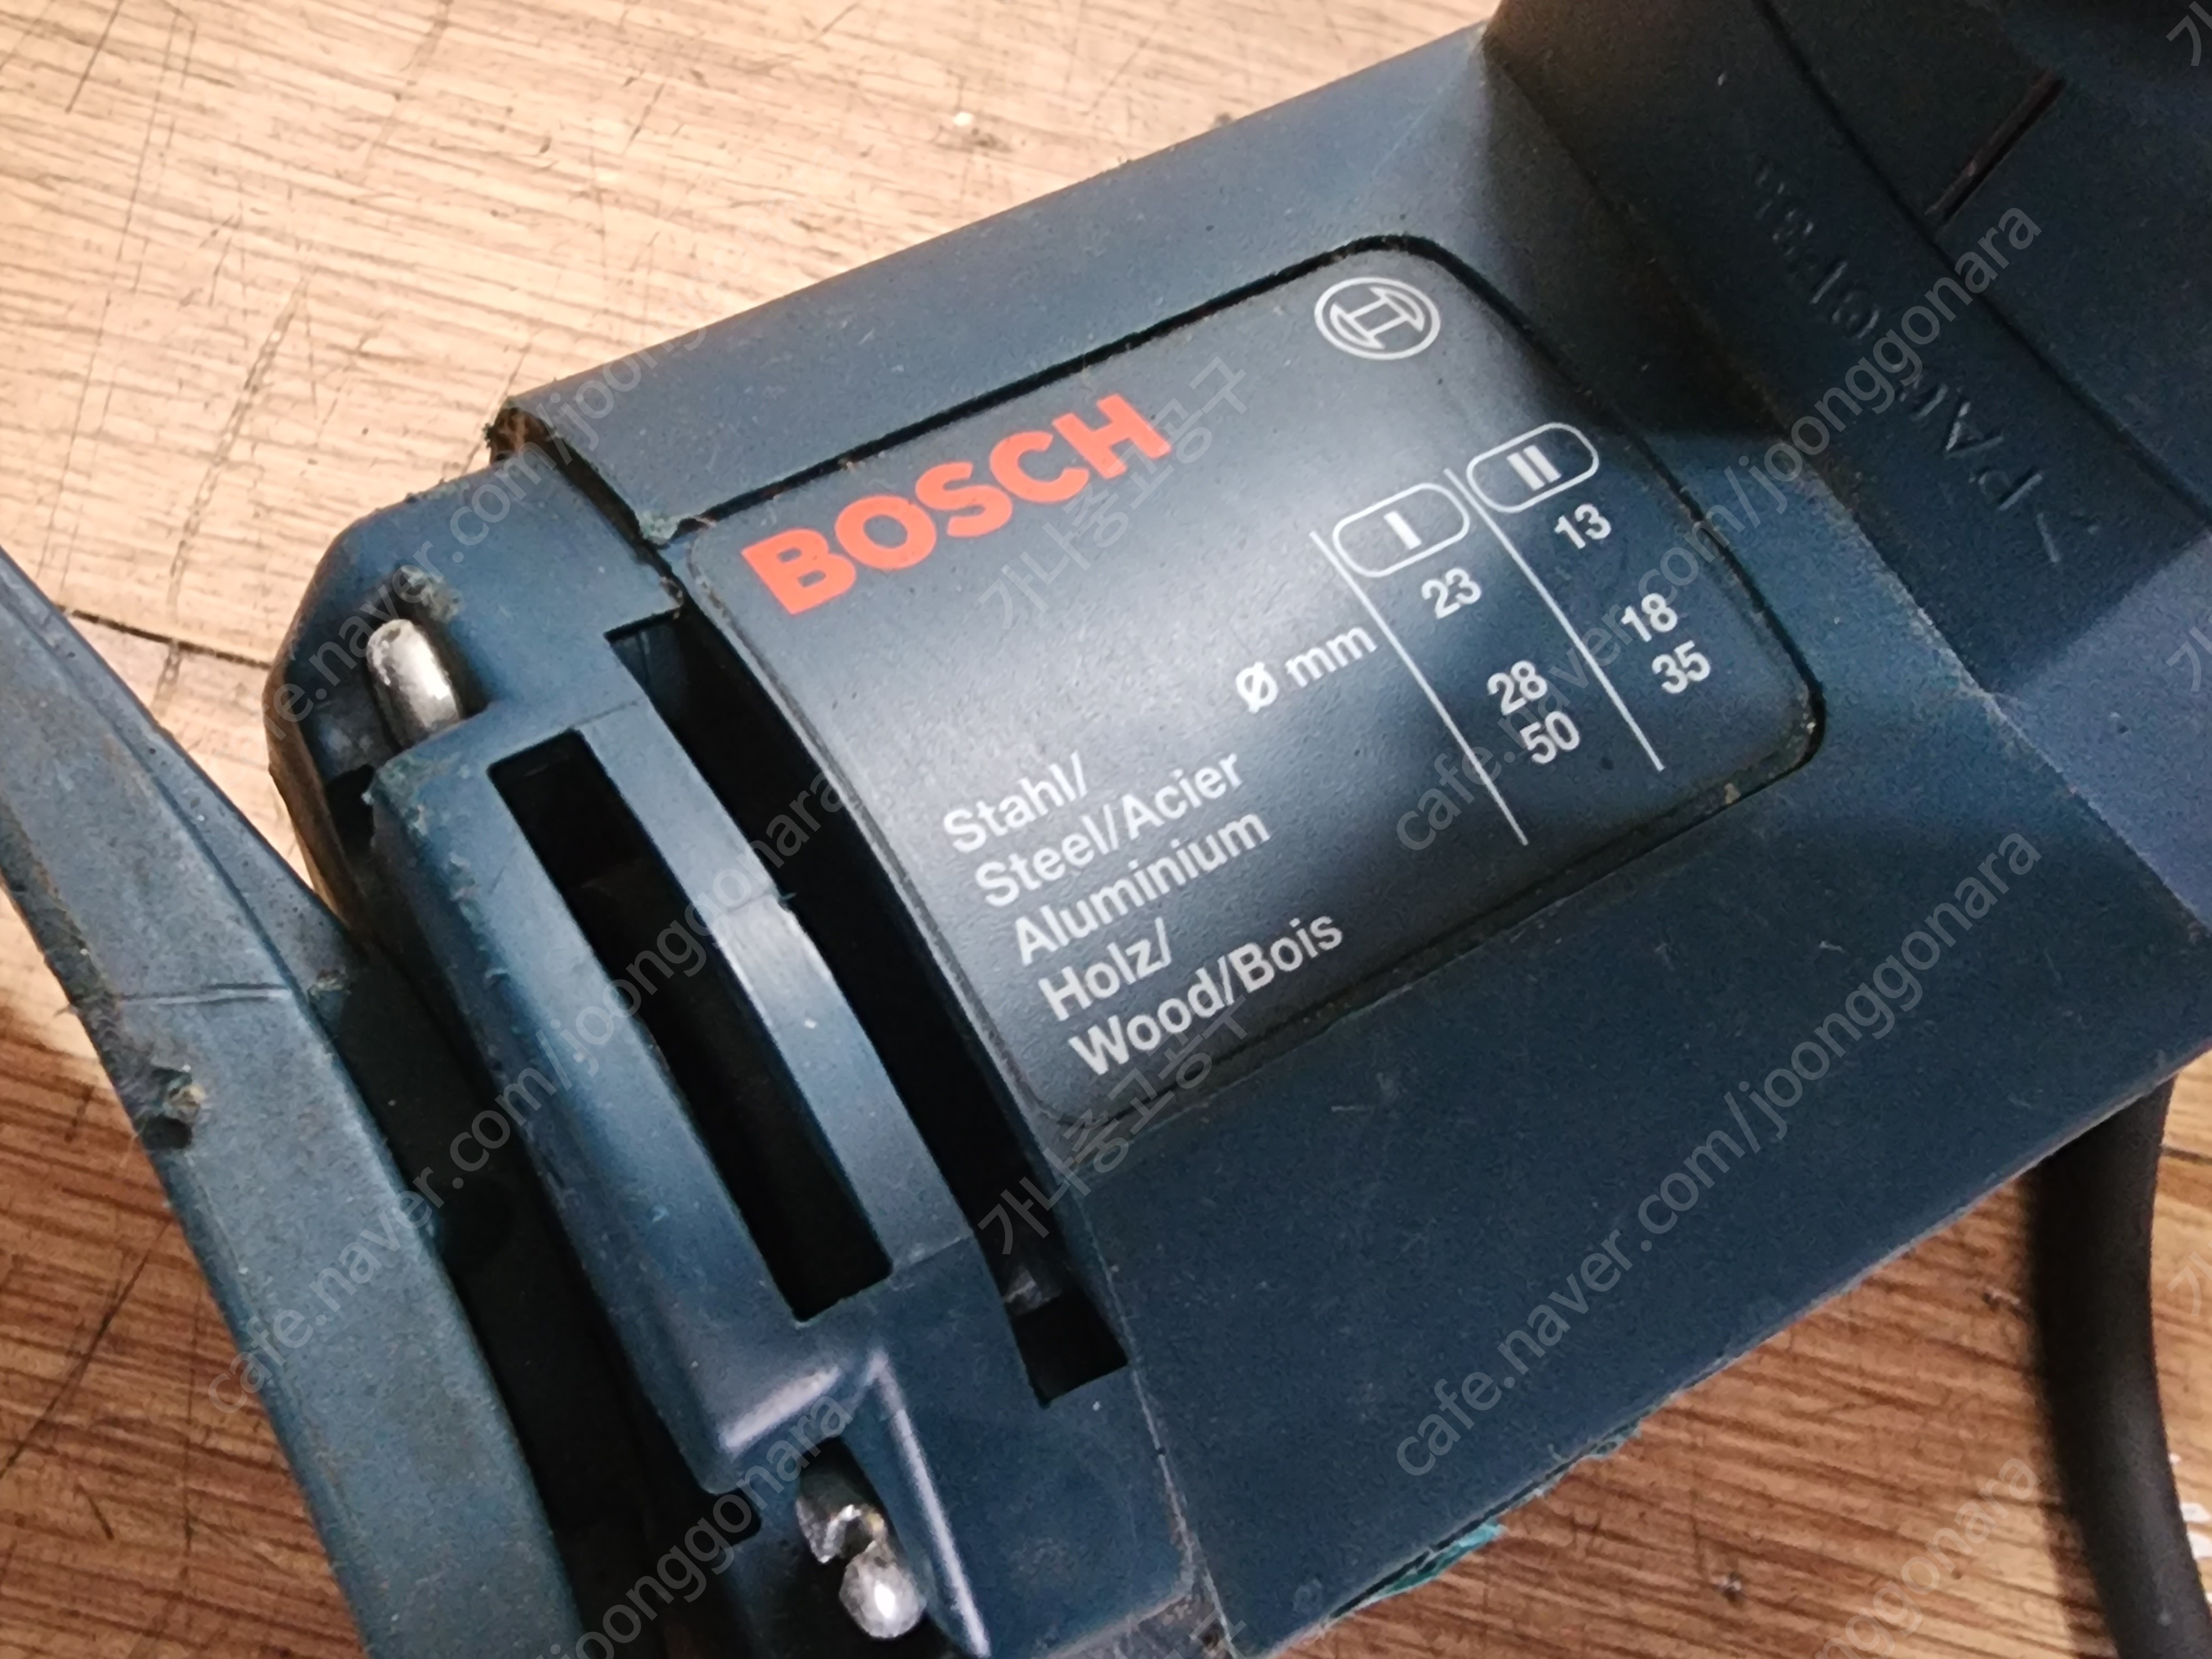 BOSCH
I II
Ø mm
Stahl/
Steel/Acier 23 13
Aluminium 28 18
Holz/
Wood/Bois 50 35
>PA
cafe.naver.com/joonggonara
가나중고공구